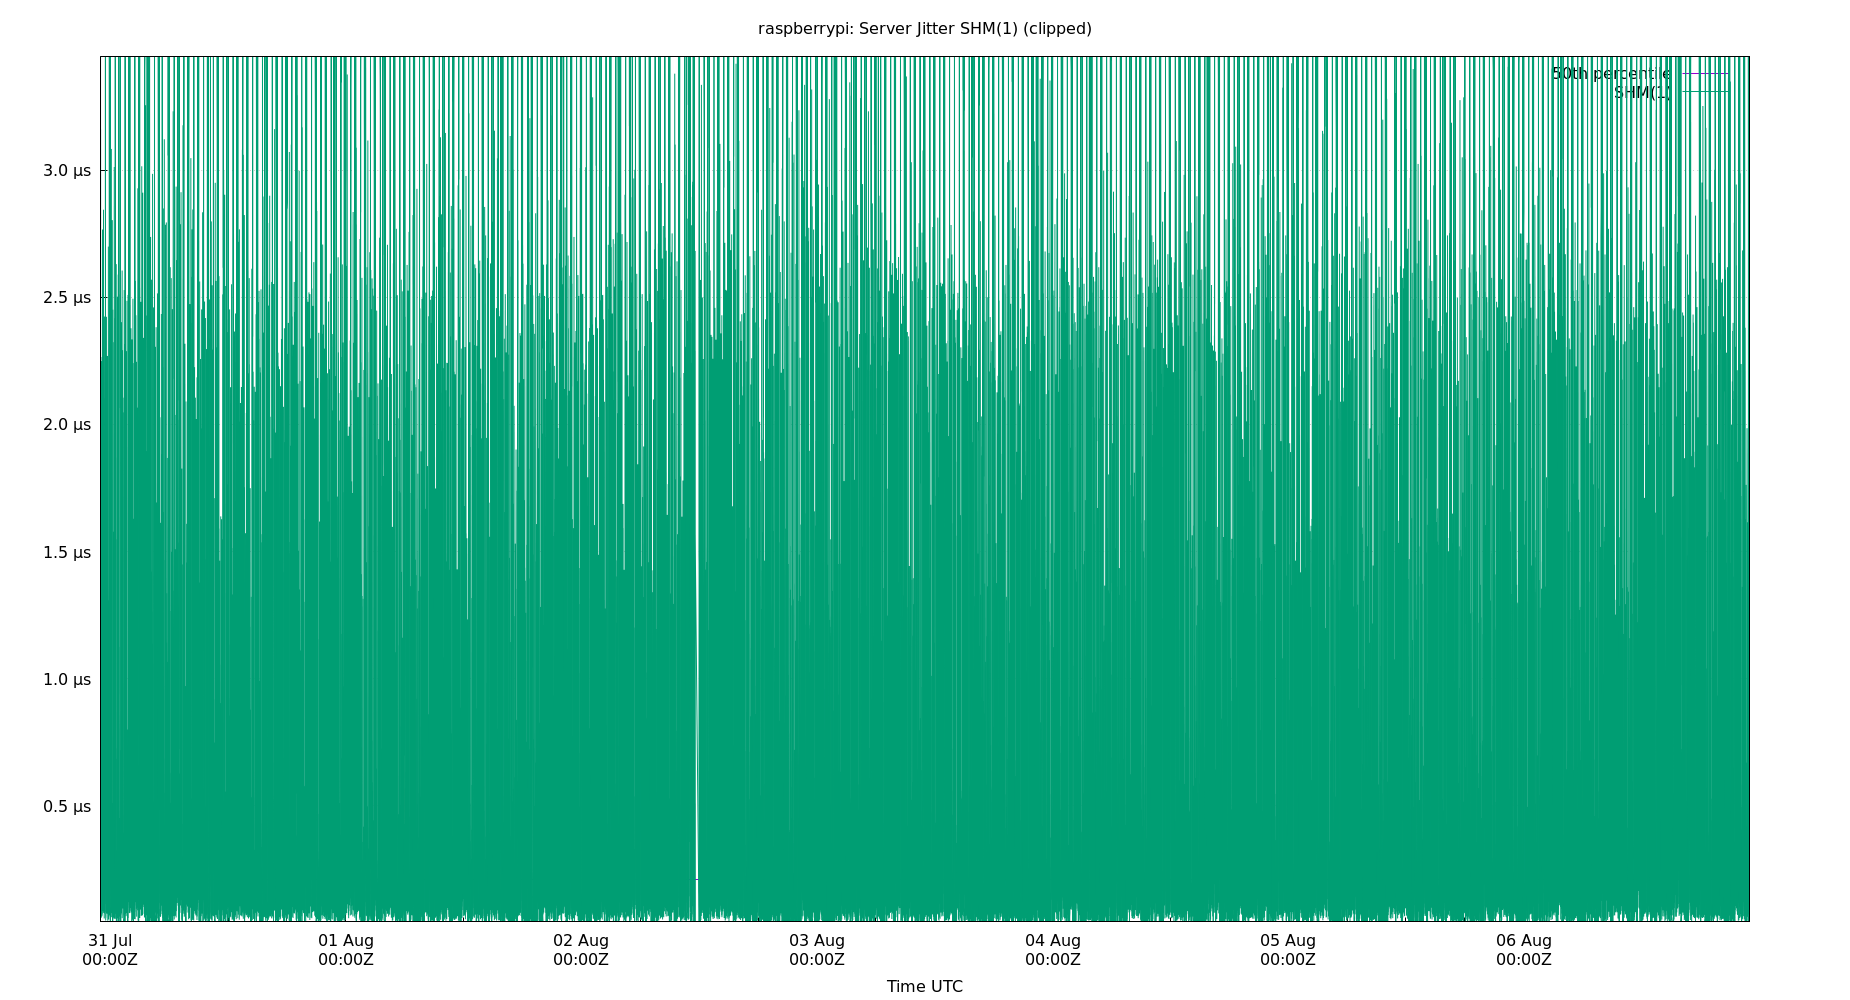 raspberrypi: Server Jitter SHM(1) (clipped)
50th percentile
SHM(1)
3.0 µs
2.5 µs
2.0 µs
1.5 µs
1.0 µs
0.5 µs
31 Jul 01 Aug 02 Aug 03 Aug 04 Aug 05 Aug 06 Aug
00:00Z 00:00Z 00:00Z 00:00Z 00:00Z 00:00Z 00:00Z
Time UTC